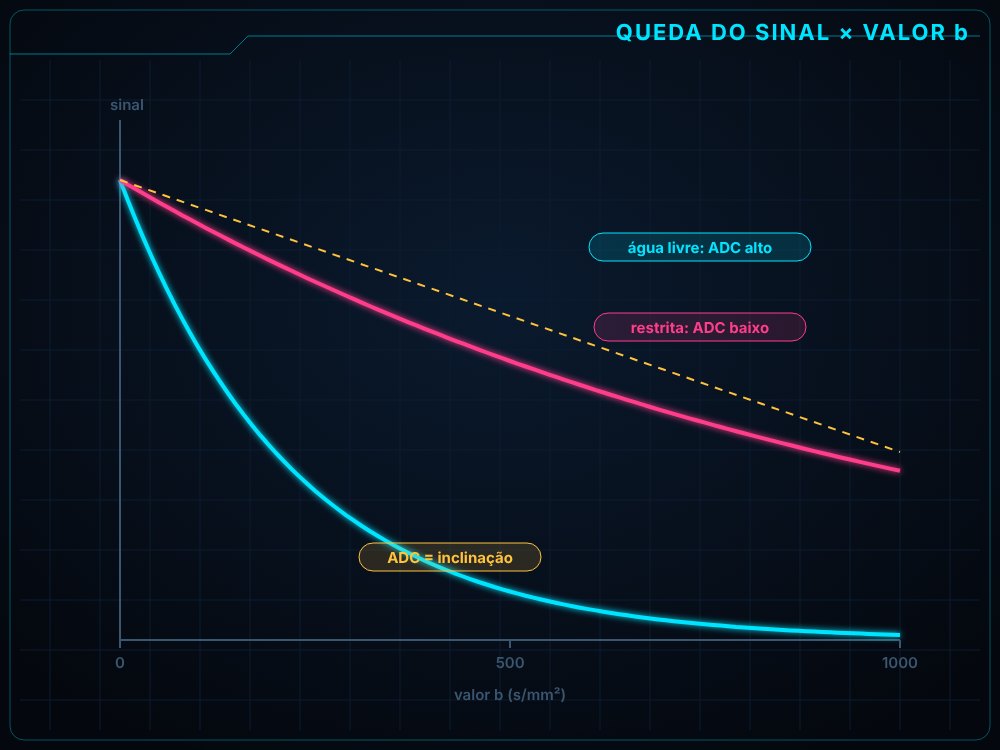 QUEDA DO SINAL × VALOR b
sinal
água livre: ADC alto
restrita: ADC baixo
ADC = inclinação
0
500
1000
valor b (s/mm²)